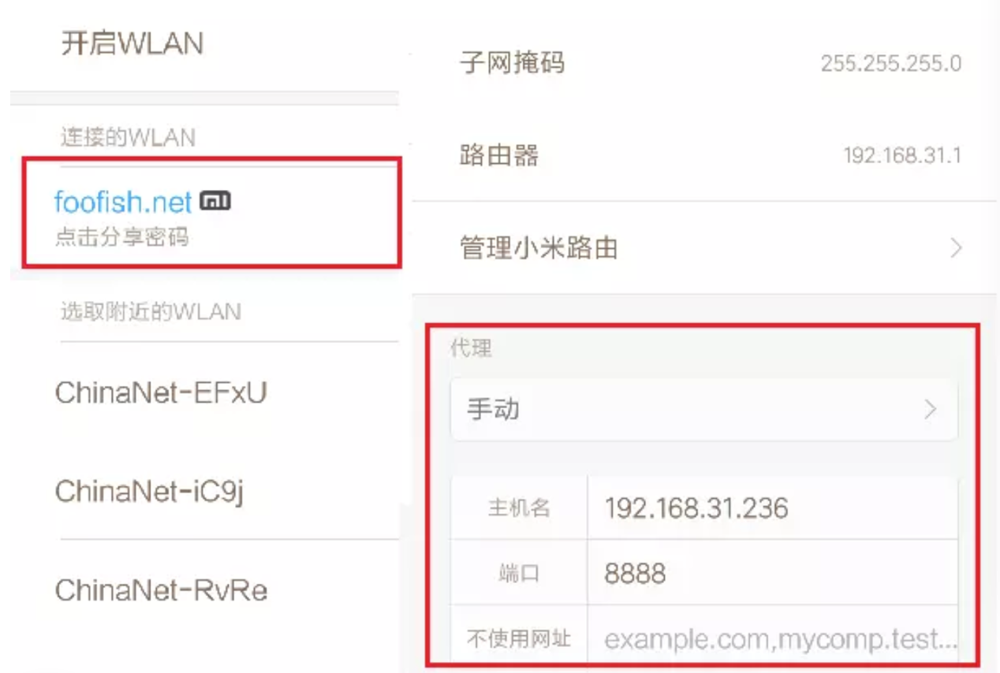 开启WLAN
连接的WLAN
foofish.net
点击分享密码
选取附近的WLAN
ChinaNet-EFxU
ChinaNet-iC9j
ChinaNet-RvRe
子网掩码 255.255.255.0
路由器 192.168.31.1
管理小米路由
代理
手动
主机名 192.168.31.236
端口 8888
不使用网址 example.com,mycomp.test...